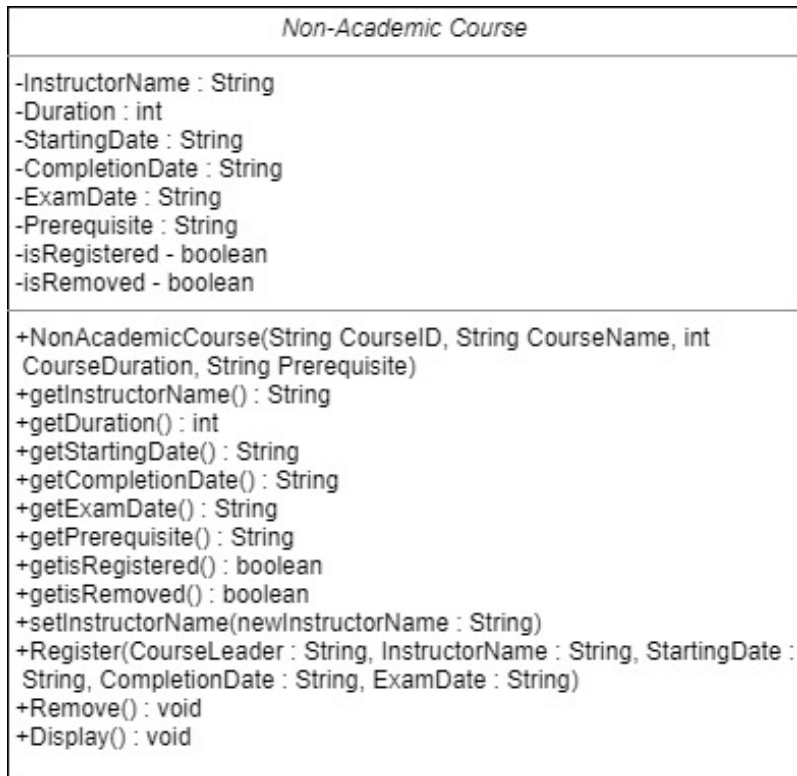 Non-Academic Course
-InstructorName : String
-Duration : int
-StartingDate : String
-CompletionDate : String
-ExamDate : String
-Prerequisite : String
-isRegistered - boolean
-isRemoved - boolean
+NonAcademicCourse(String CourseID, String CourseName, int
CourseDuration, String Prerequisite)
+getInstructorName() : String
+getDuration() : int
+getStartingDate() : String
+getCompletionDate() : String
+getExamDate() : String
+getPrerequisite() : String
+getisRegistered() : boolean
+getisRemoved() : boolean
+setInstructorName(newInstructorName : String)
+Register(CourseLeader : String, InstructorName : String, StartingDate :
String, CompletionDate : String, ExamDate : String)
+Remove() : void
+Display() : void